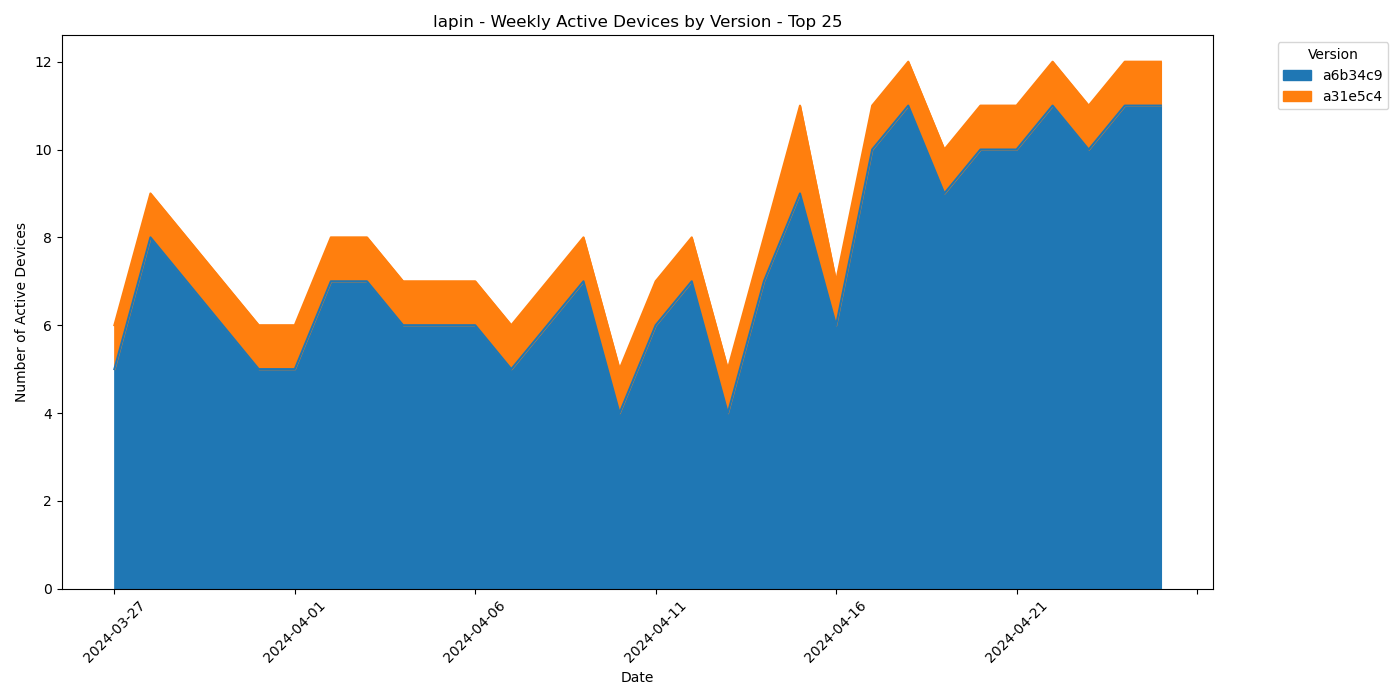 lapin - Weekly Active Devices by Version - Top 25
Version
a6b34c9
a31e5c4
Number of Active Devices
12
10
8
6
4
2
0
2024-03-27
2024-04-01
2024-04-06
2024-04-11
2024-04-16
2024-04-21
Date